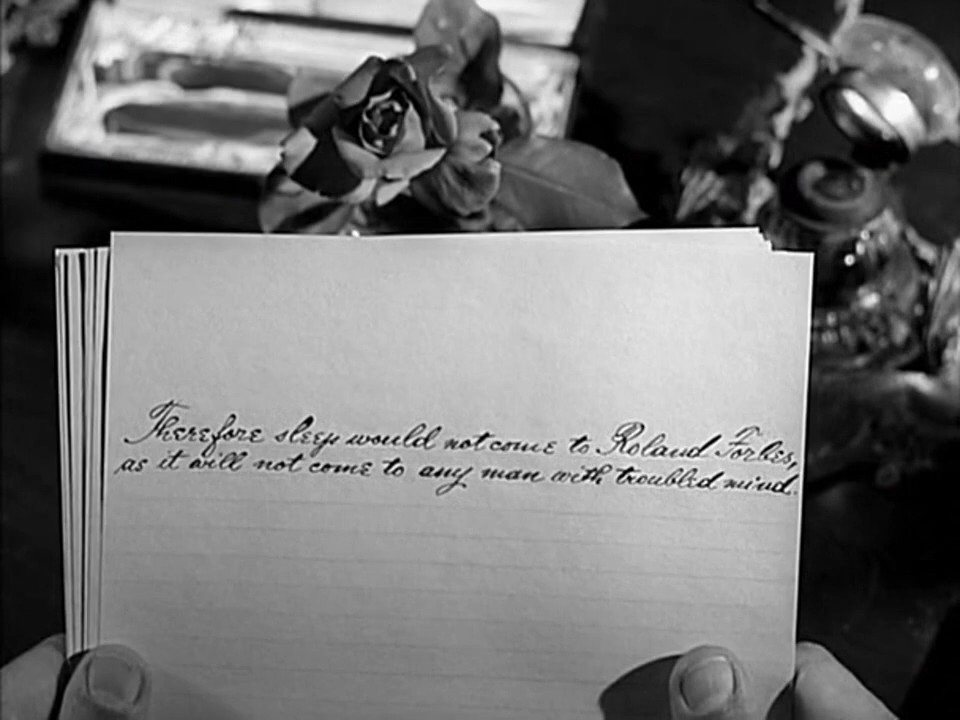 Therefore sleep would not come to Roland Forbes,
as it will not come to any man with troubled mind.